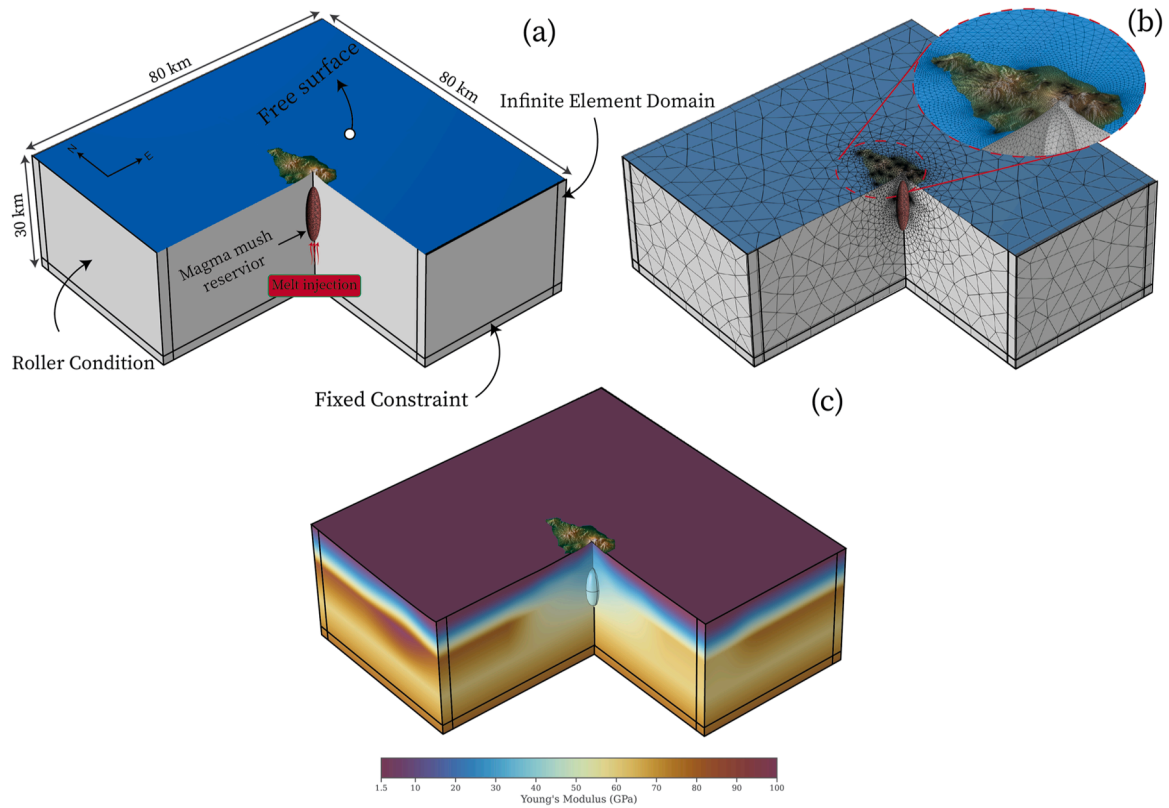 (a)
80 km
80 km
Free surface
Infinite Element Domain
N
E
30 km
Magma mush
reservior
Melt injection
Roller Condition
Fixed Constraint
(b)
(c)
1.5 10 20 30 40 50 60 70 80 90 100
Young's Modulus (GPa)